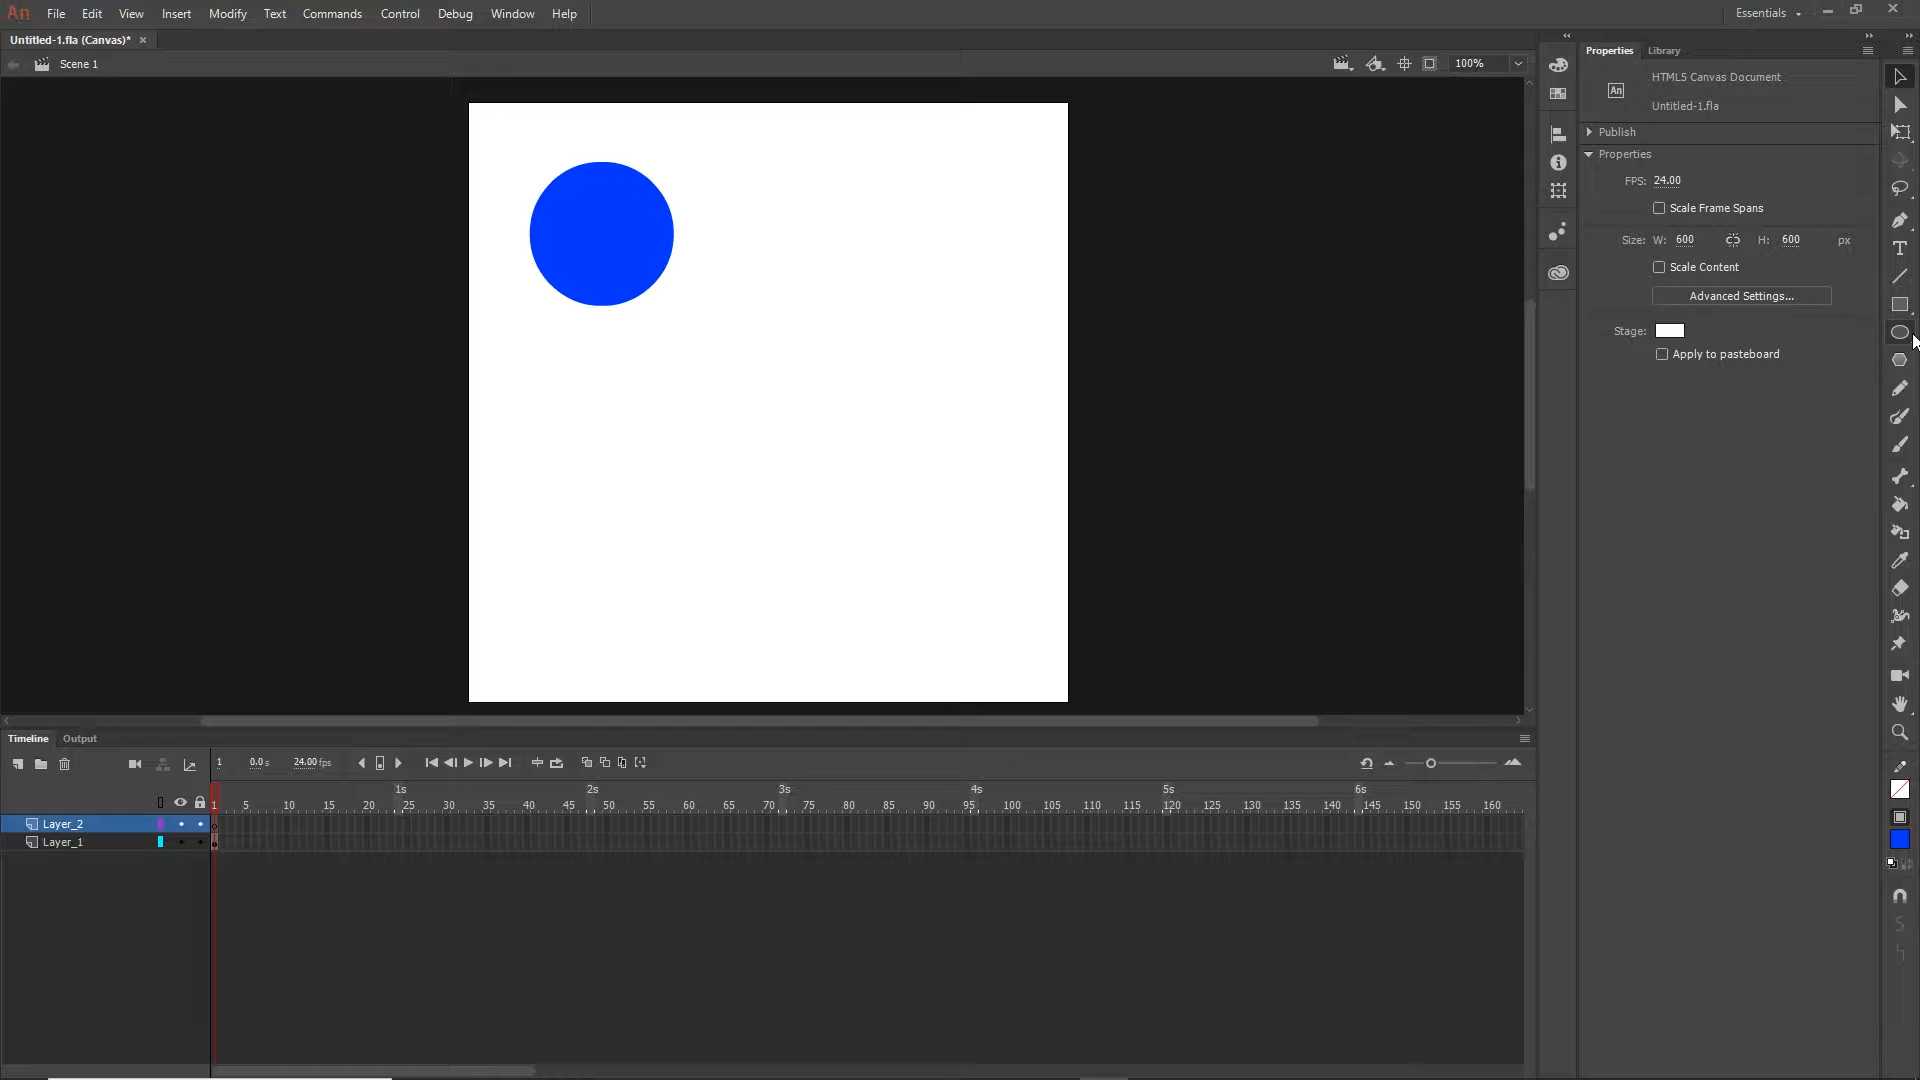 An File Edit View Insert Modify Text Commands Control Debug Window Help Essentials
Untitled-1.fla (Canvas)*
Scene 1 100%
Properties Library
HTML5 Canvas Document
An
Untitled-1.fla
Publish
Properties
FPS: 24.00
Scale Frame Spans
Size: W: 600 H: 600 px
Scale Content
Advanced Settings...
Stage:
Apply to pasteboard
Timeline Output
1 0.0 s 24.00 fps
1s 2s 3s 4s 5s 6s
1 5 10 15 20 25 30 35 40 45 50 55 60 65 70 75 80 85 90 95 100 105 110 115 120 125 130 135 140 145 150 155 160
Layer_2
Layer_1